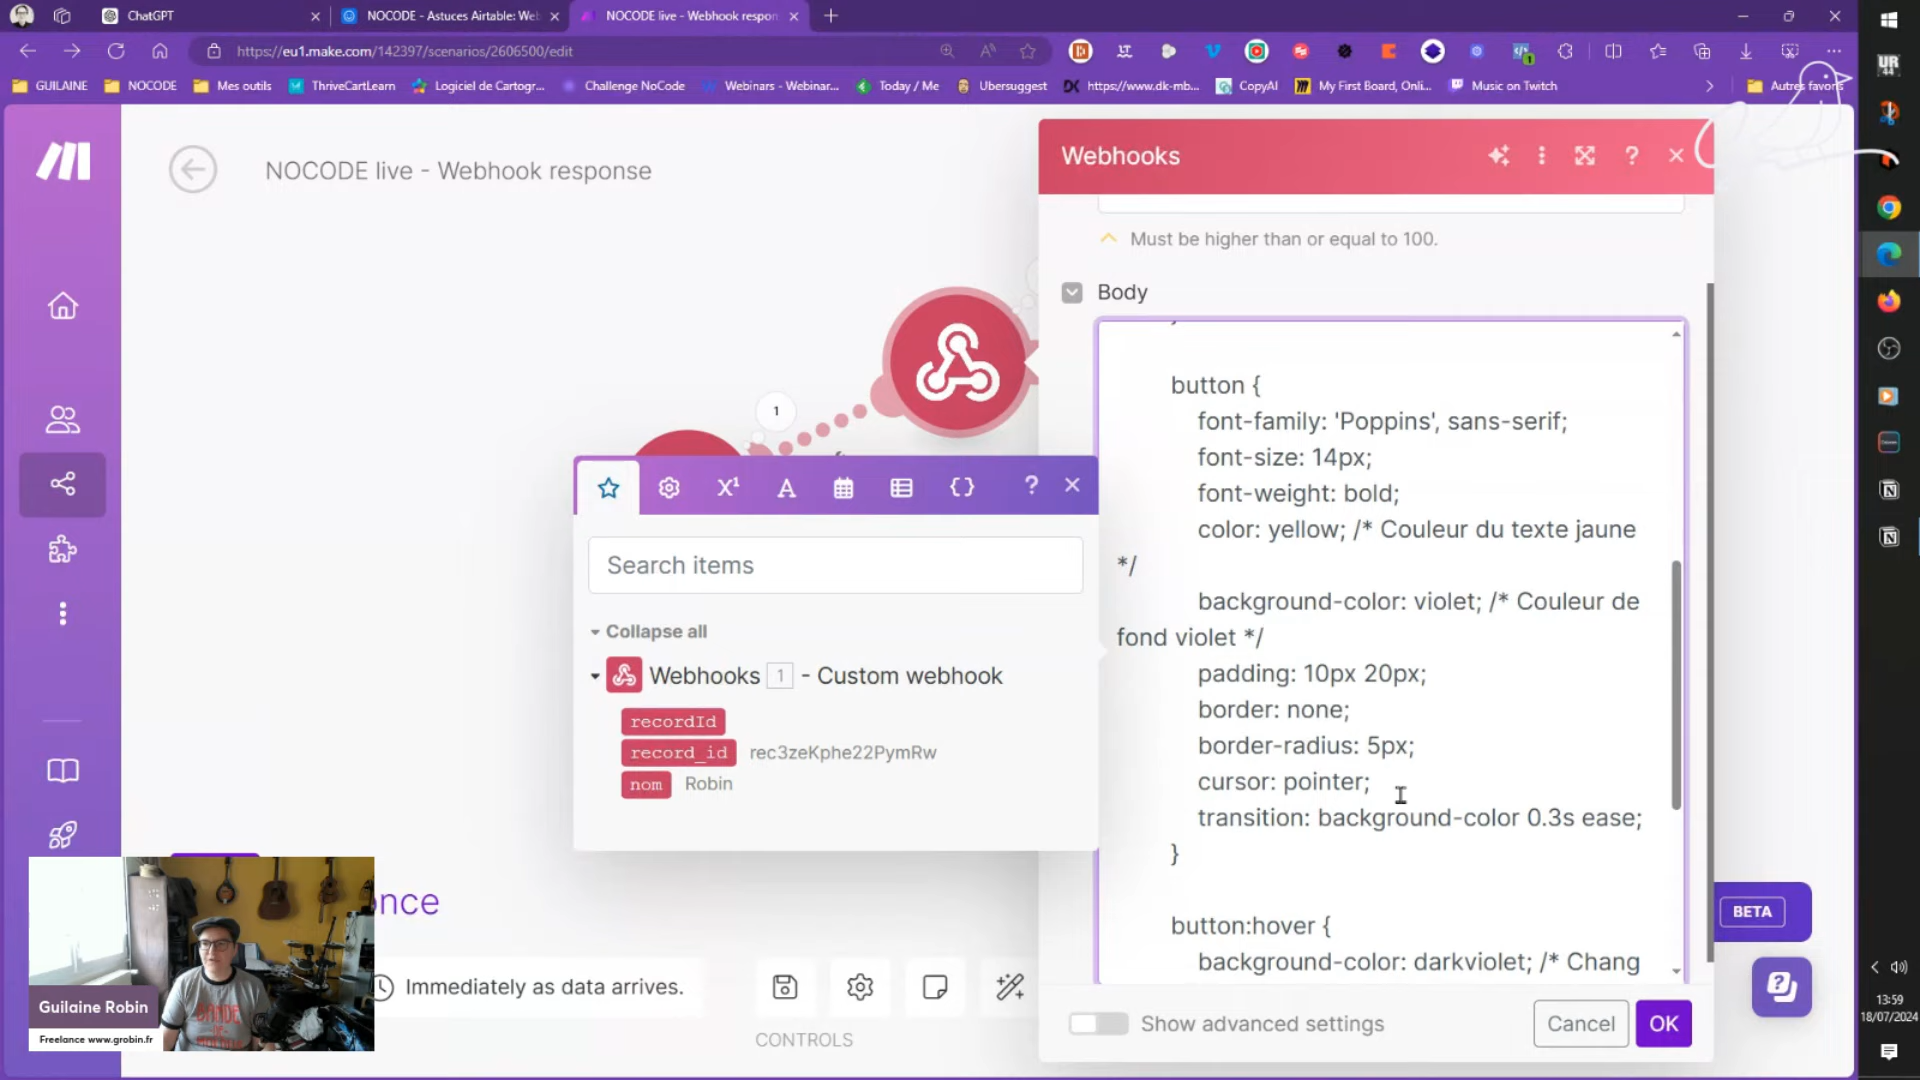 ChatGPT
NOCODE - Astuces Airtable: Wel
NOCODE live - Webhook respon
https://eu1.make.com/142397/scenarios/2606500/edit
GUILAINE
NOCODE
Mes outils
ThriveCartLearn
Logiciel de Cartogr...
Challenge NoCode
Webinars - Webinar...
Today / Me
Ubersuggest
https://www.dk-mb...
CopyAI
My First Board, Onli...
Music on Twitch
Autres favoris
NOCODE live - Webhook response
Webhooks
Must be higher than or equal to 100.
Body
button {
font-family: 'Poppins', sans-serif;
font-size: 14px;
font-weight: bold;
color: yellow; /* Couleur du texte jaune
*/
background-color: violet; /* Couleur de
fond violet */
padding: 10px 20px;
border: none;
border-radius: 5px;
cursor: pointer;
transition: background-color 0.3s ease;
}
button:hover {
background-color: darkviolet; /* Chang
Show advanced settings
Cancel
OK
1
Search items
Collapse all
Webhooks 1 - Custom webhook
recordId
record_id rec3zeKphe22PymRw
nom Robin
once
Immediately as data arrives.
CONTROLS
BETA
Guilaine Robin
Freelance www.grobin.fr
UR
44
13:59
18/07/2024